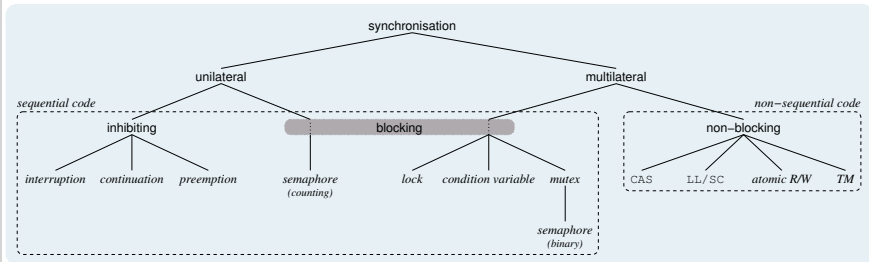 synchronisation
unilateral multilateral
sequential code non-sequential code
inhibiting blocking non-blocking
interruption continuation preemption semaphore lock condition variable mutex CAS LL/SC atomic R/W TM
(counting)
semaphore
(binary)